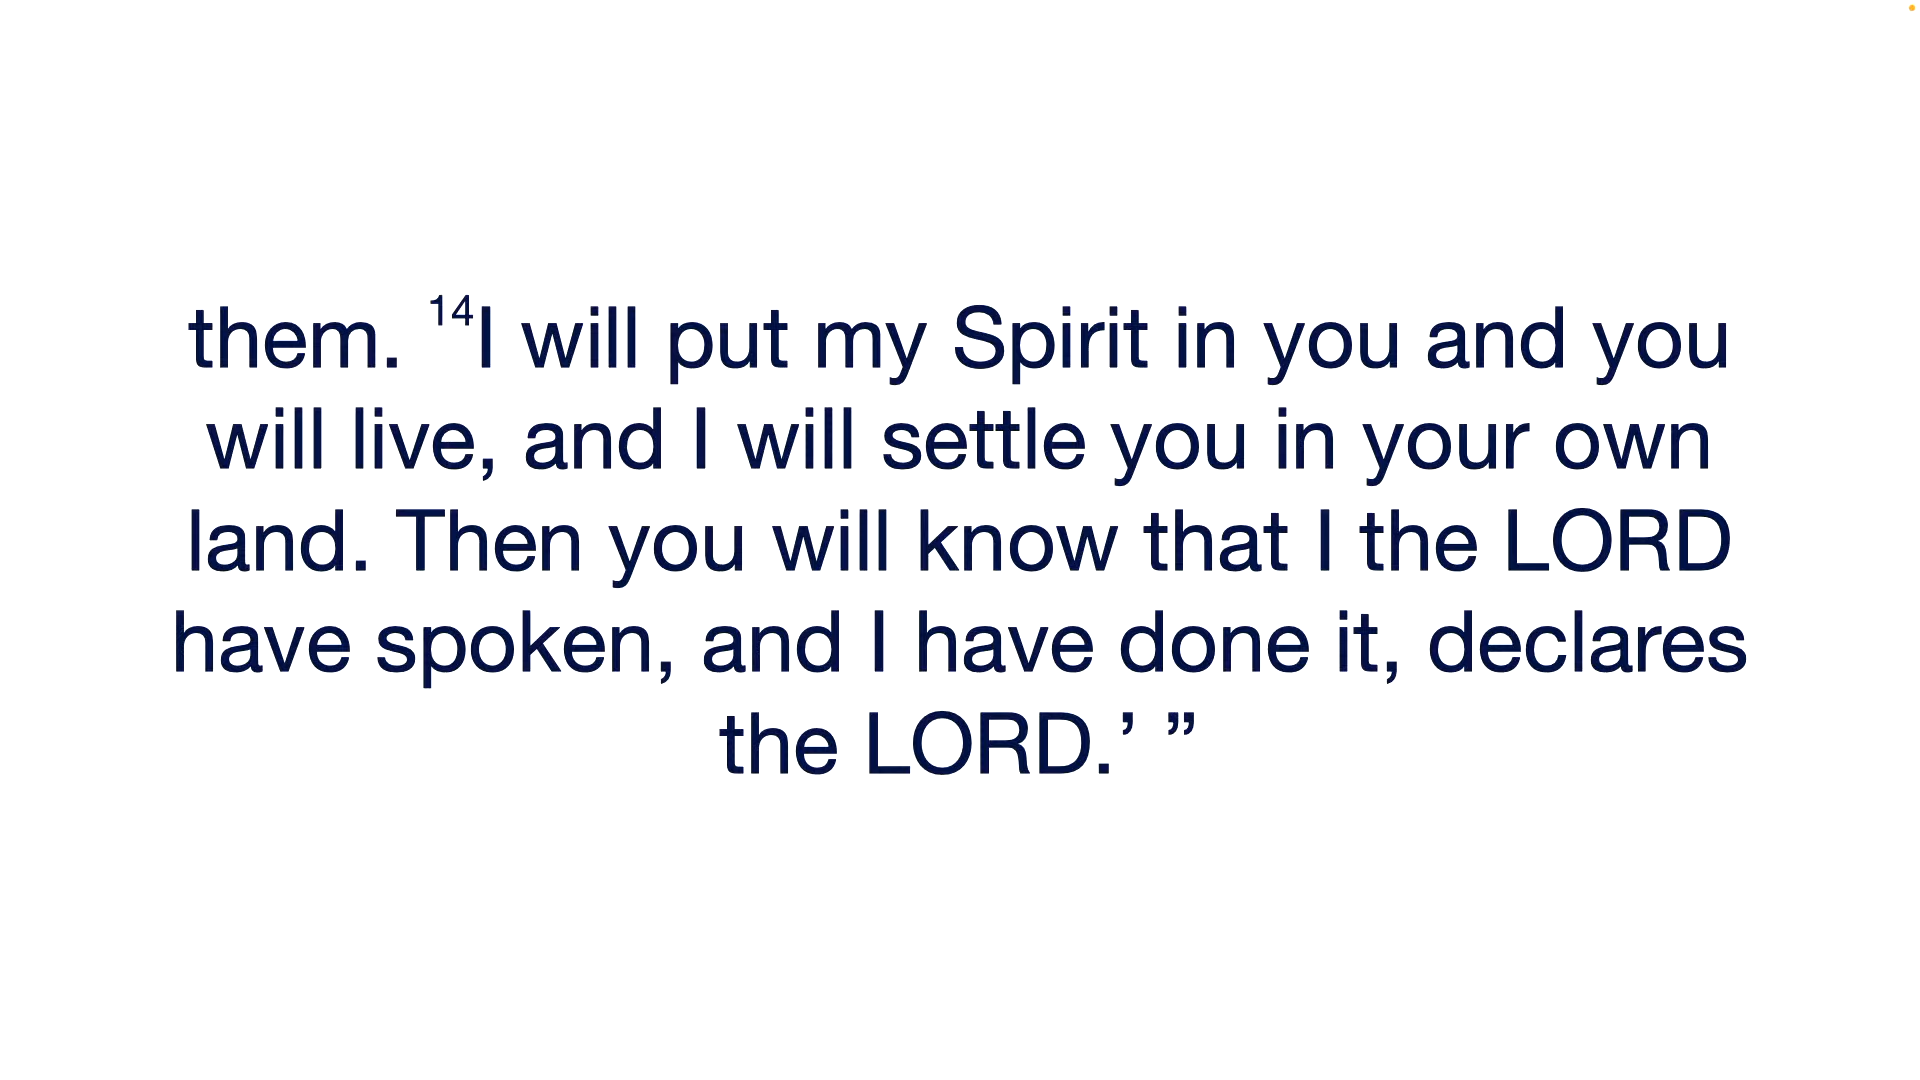 them. ¹⁴I will put my Spirit in you and you
will live, and I will settle you in your own
land. Then you will know that I the LORD
have spoken, and I have done it, declares
the LORD.’ ”